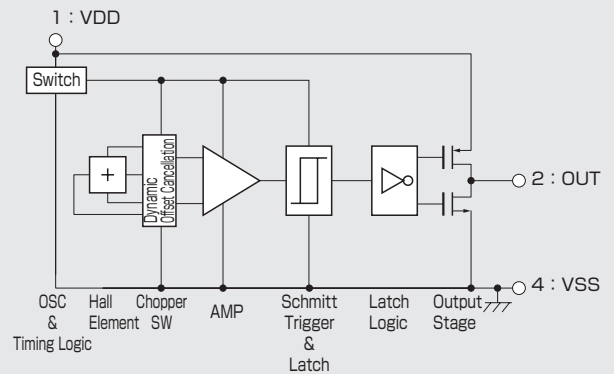 1：VDD
Switch
+
Dynamic
Offset Cancellation
2：OUT
4：VSS
OSC
&
Timing Logic
Hall
Element
Chopper
SW
AMP
Schmitt
Trigger
&
Latch
Latch
Logic
Output
Stage